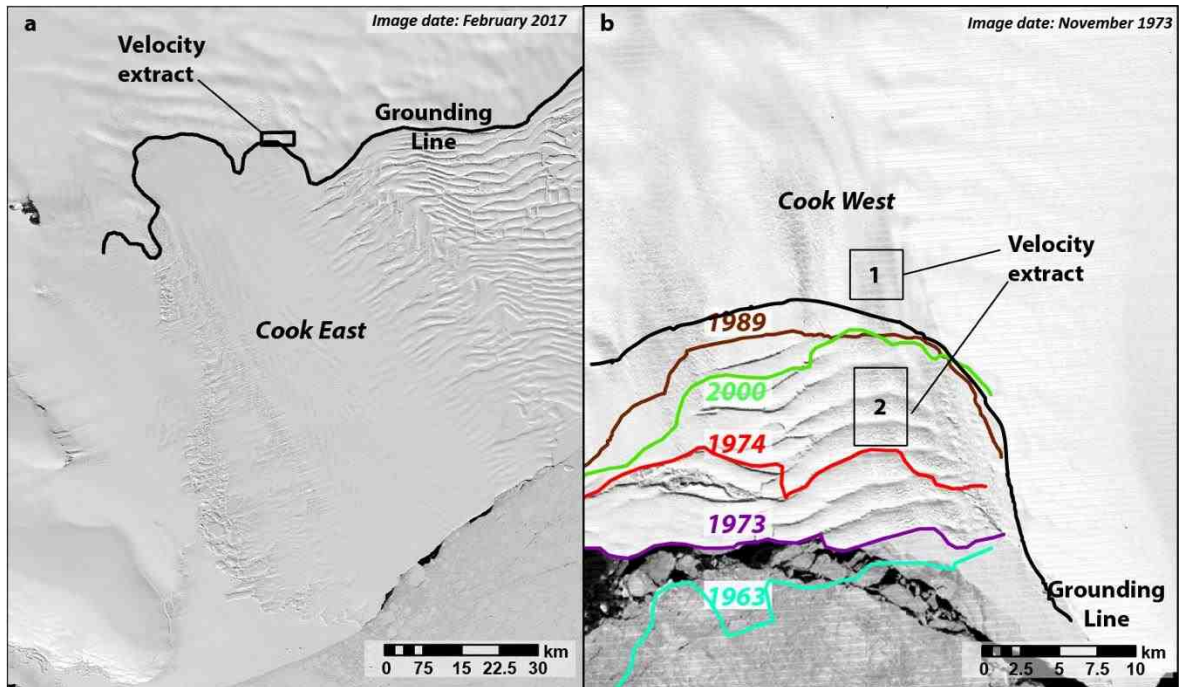 a
Image date: February 2017
Velocity
extract
Grounding
Line
Cook East
km
0 75 15 22.5 30
b
Image date: November 1973
Cook West
1
Velocity
extract
1989
2000
2
1974
1973
1963
Grounding
Line
km
0 2.5 5 7.5 10